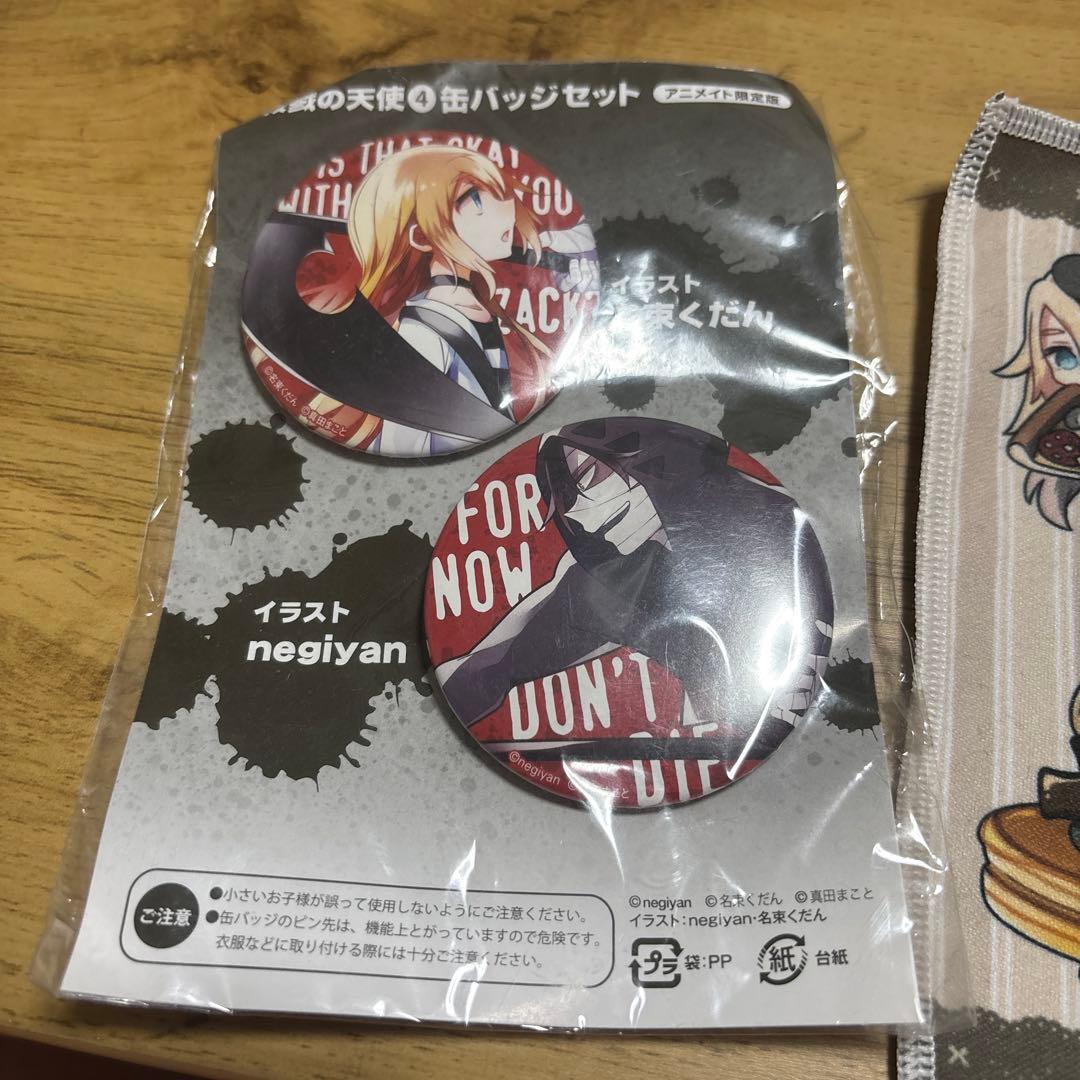 戮の天使④缶バッジセット アニメイト限定版
IS THAT OKAY
WITH YOU
ZACK?
イラスト
名束くだん
©名束くだん ©真田まこと
FOR
NOW
DON'T
DIE
©negiyan
イラスト
negiyan
ご注意
●小さいお子様が誤って使用しないようにご注意ください。
●缶バッジのピン先は、機能上とがっていますので危険です。
衣服などに取り付ける際には十分ご注意ください。
©negiyan ©名束くだん ©真田まこと
イラスト:negiyan・名束くだん
プラ 袋:PP 紙 台紙